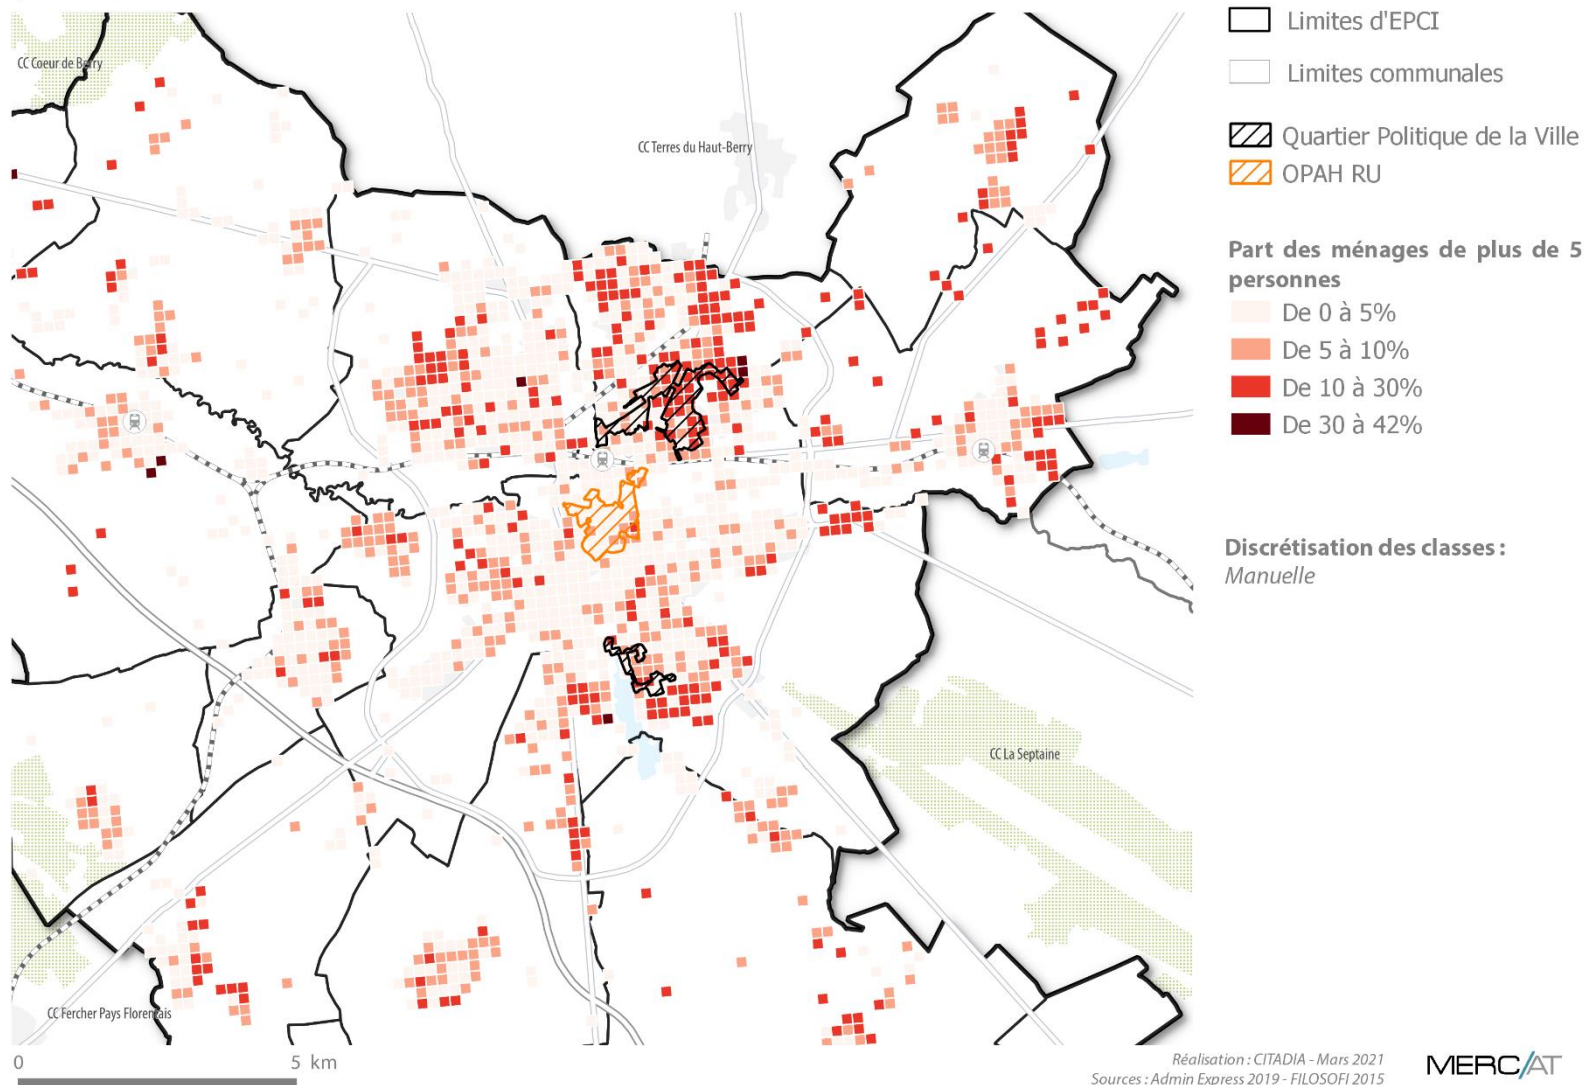 CC Coeur de Berry
CC Terres du Haut-Berry
CC La Septaine
CC Fercher Pays Florentais
Limites d'EPCI
Limites communales
Quartier Politique de la Ville
OPAH RU
Part des ménages de plus de 5
personnes
De 0 à 5%
De 5 à 10%
De 10 à 30%
De 30 à 42%
Discrétisation des classes :
Manuelle
0 5 km
Réalisation : CITADIA - Mars 2021
Sources : Admin Express 2019 - FILOSOFI 2015
MERC/AT